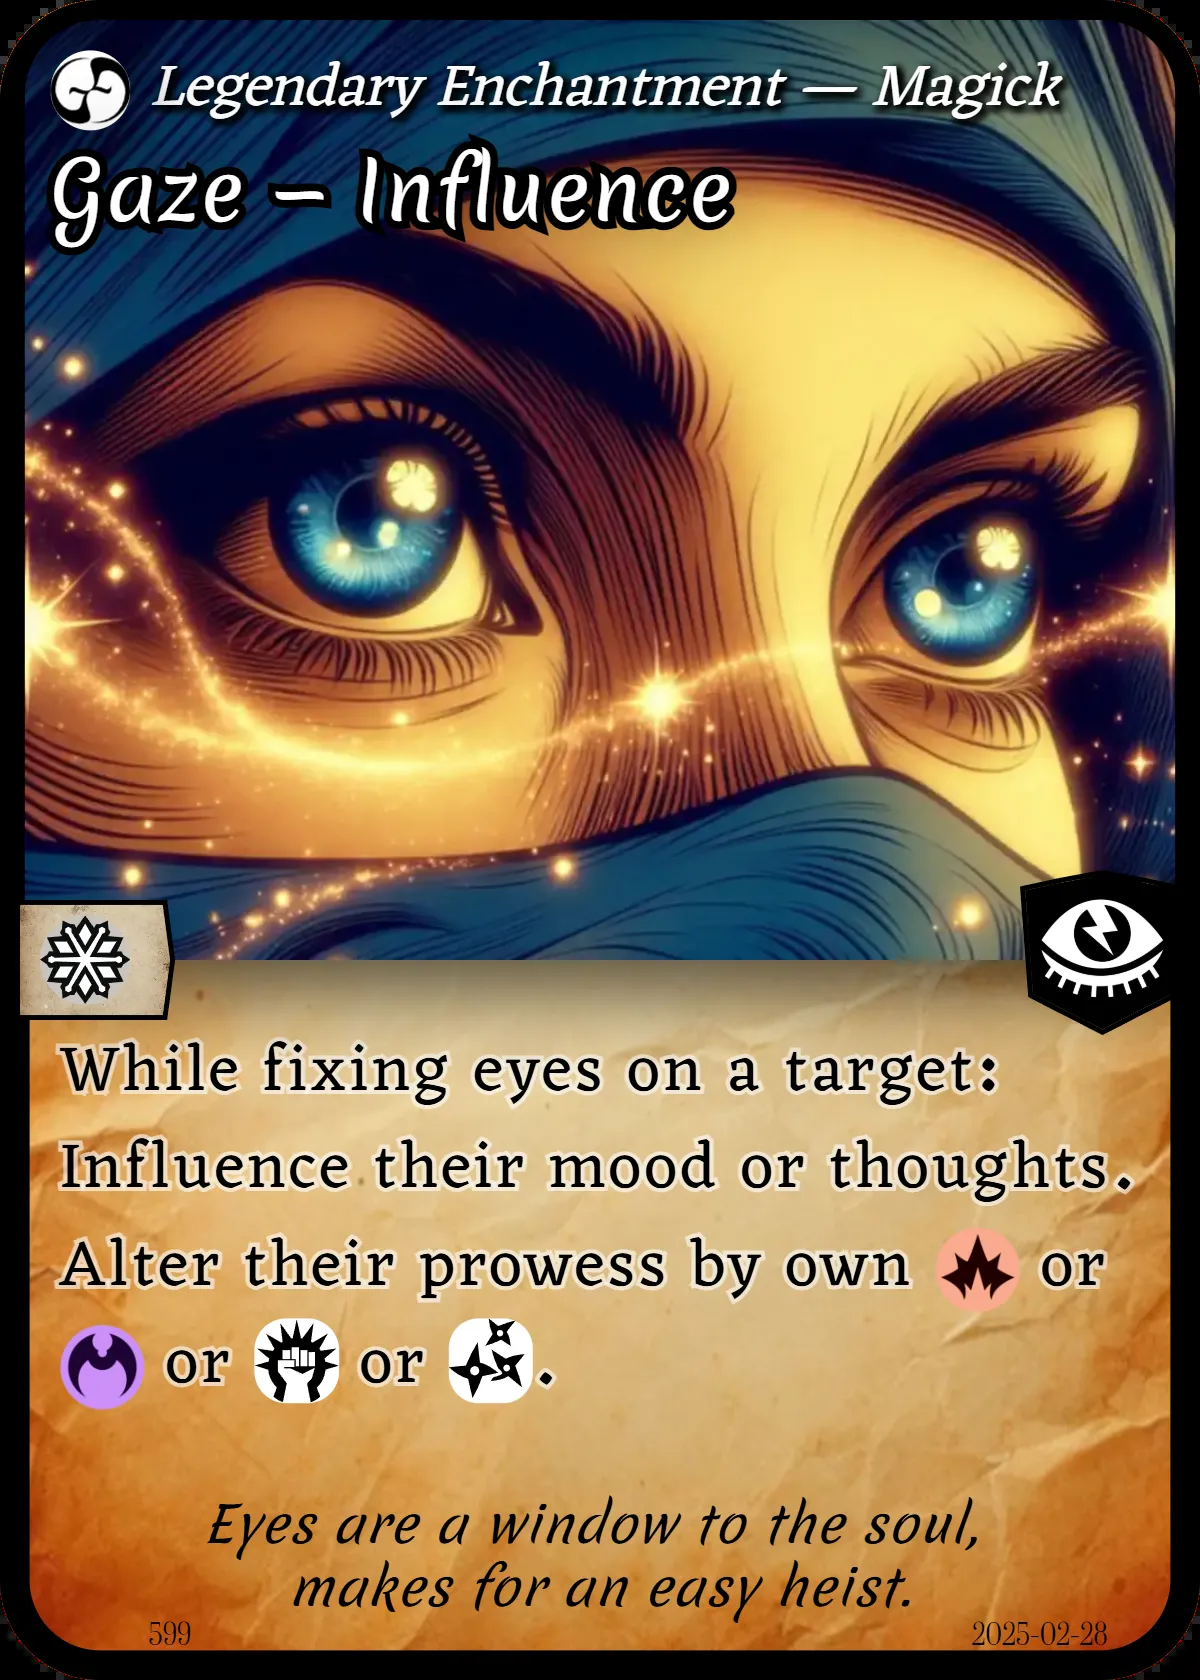 Legendary Enchantment — Magick
Gaze – Influence
While fixing eyes on a target:
Influence their mood or thoughts.
Alter their prowess by own or
or or .
Eyes are a window to the soul,
makes for an easy heist.
599 2025-02-28